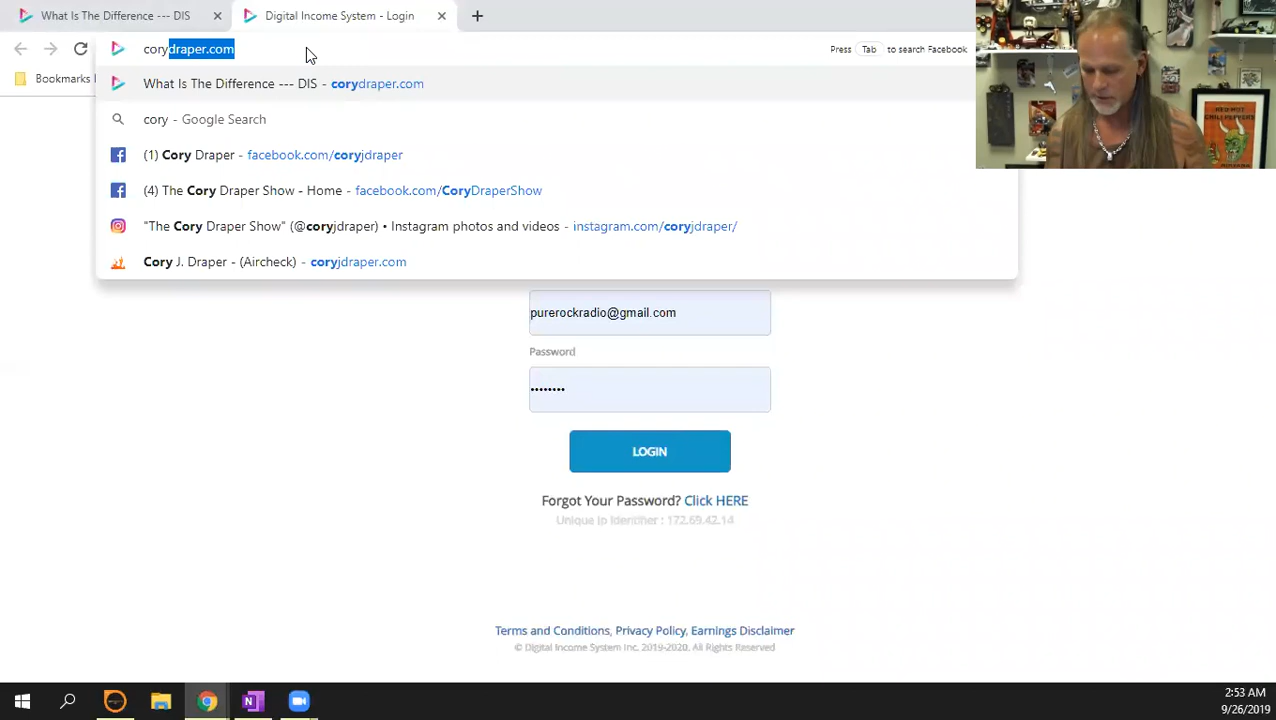 What Is The Difference --- DIS
Digital Income System - Login
corydraper.com
Press Tab to search Facebook
Bookmarks
What Is The Difference --- DIS - corydraper.com
cory - Google Search
(1) Cory Draper - facebook.com/coryjdraper
(4) The Cory Draper Show - Home - facebook.com/CoryDraperShow
"The Cory Draper Show" (@coryjdraper) • Instagram photos and videos - instagram.com/coryjdraper/
Cory J. Draper - (Aircheck) - coryjdraper.com
RED HOT CHILI PEPPERS
purerockradio@gmail.com
Password
••••••••
LOGIN
Forgot Your Password? Click HERE
Unique Ip Identifier : 172.69.42.14
Terms and Conditions, Privacy Policy, Earnings Disclaimer
© Digital Income System Inc. 2019-2020, All Rights Reserved
2:53 AM
9/26/2019